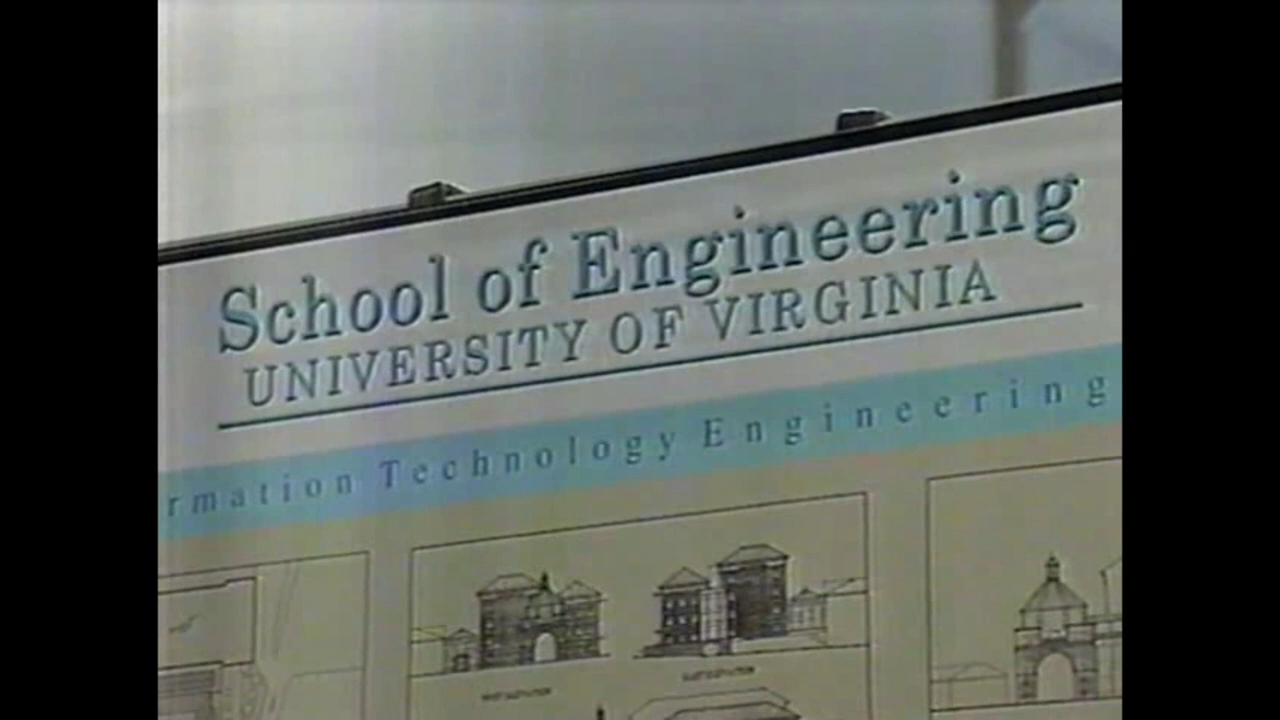 School of Engineering
UNIVERSITY OF VIRGINIA
rmation Technology Engineering